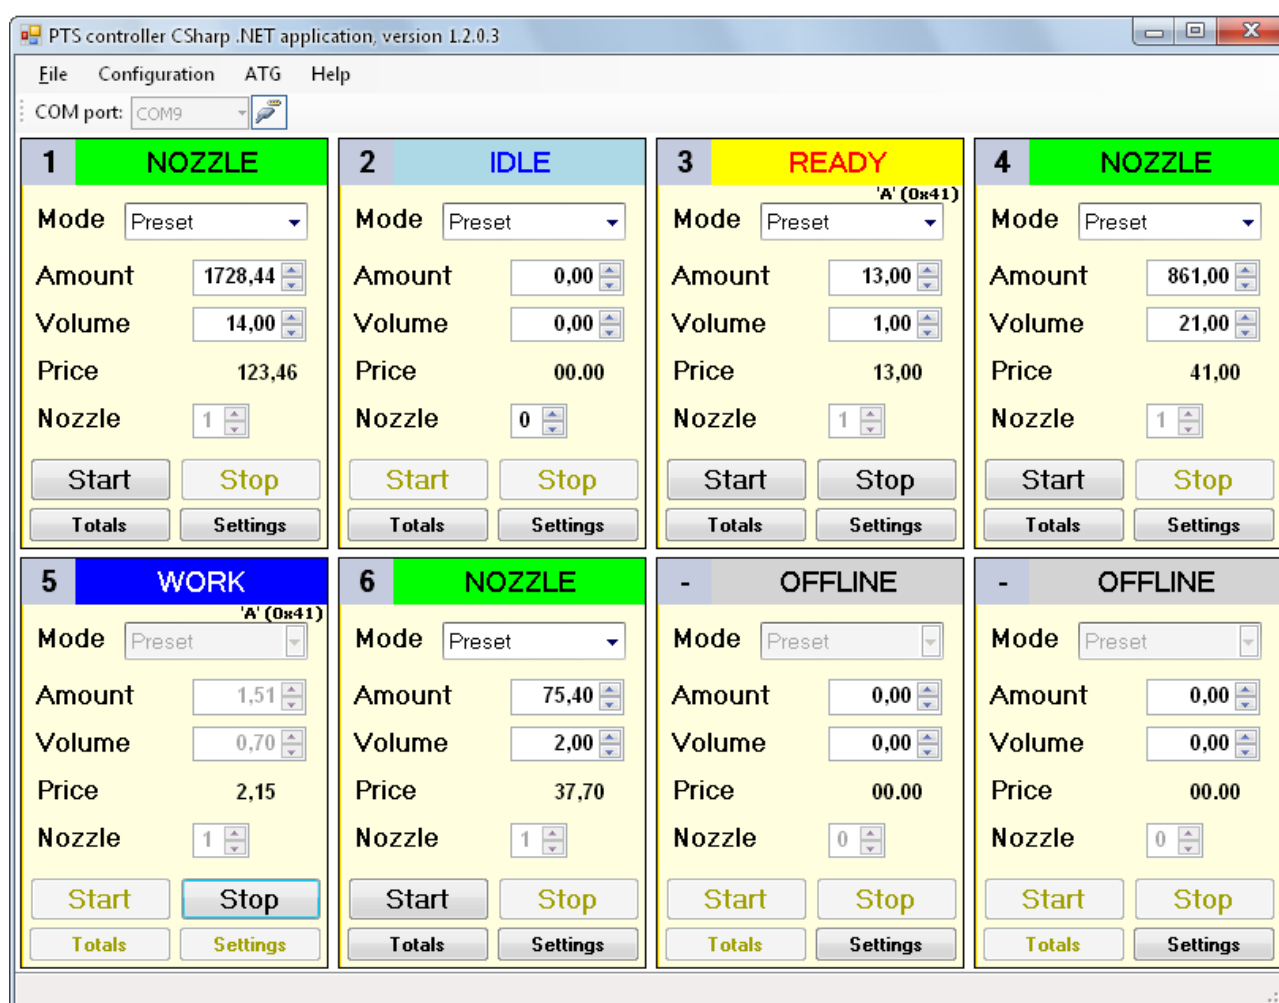 PTS controller CSharp .NET application, version 1.2.0.3
File Configuration ATG Help
COM port: COM9
1 NOZZLE
Mode Preset
Amount 1728,44
Volume 14,00
Price 123,46
Nozzle 1
Start Stop
Totals Settings
2 IDLE
Mode Preset
Amount 0,00
Volume 0,00
Price 00.00
Nozzle 0
Start Stop
Totals Settings
3 READY
'A' (0x41)
Mode Preset
Amount 13,00
Volume 1,00
Price 13,00
Nozzle 1
Start Stop
Totals Settings
4 NOZZLE
Mode Preset
Amount 861,00
Volume 21,00
Price 41,00
Nozzle 1
Start Stop
Totals Settings
5 WORK
'A' (0x41)
Mode Preset
Amount 1,51
Volume 0,70
Price 2,15
Nozzle 1
Start Stop
Totals Settings
6 NOZZLE
Mode Preset
Amount 75,40
Volume 2,00
Price 37,70
Nozzle 1
Start Stop
Totals Settings
- OFFLINE
Mode Preset
Amount 0,00
Volume 0,00
Price 00.00
Nozzle 0
Start Stop
Totals Settings
- OFFLINE
Mode Preset
Amount 0,00
Volume 0,00
Price 00.00
Nozzle 0
Start Stop
Totals Settings